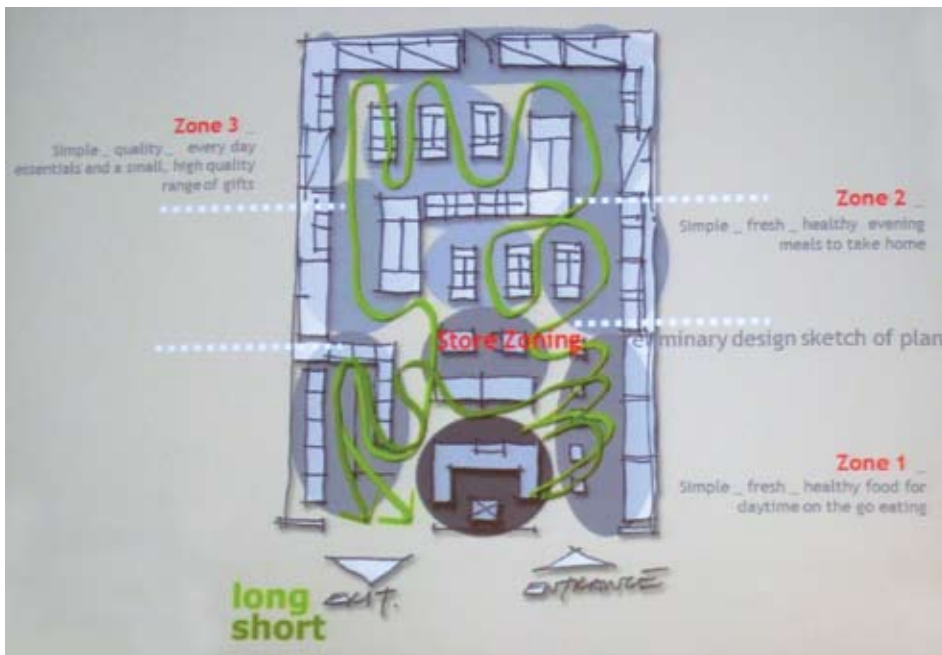 Zone 3 _
Simple _ quality _ every day
essentials and a small, high quality
range of gifts
Zone 2 _
Simple _ fresh _ healthy evening
meals to take home
Store Zoning
eliminary design sketch of plan
Zone 1 _
Simple _ fresh _ healthy food for
daytime on the go eating
long
short
EXIT.
ENTRANCE